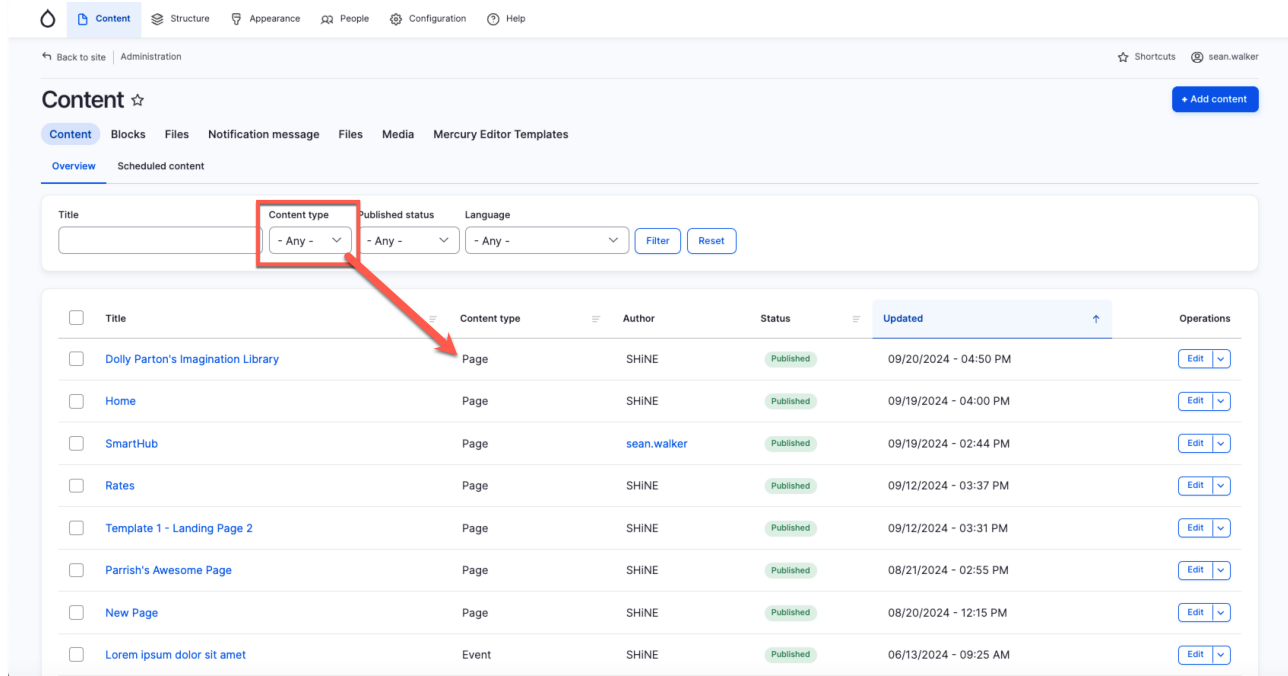 Content Structure Appearance People Configuration Help
Back to site Administration Shortcuts sean.walker
Content + Add content
Content Blocks Files Notification message Files Media Mercury Editor Templates
Overview Scheduled content
Title Content type Published status Language
- Any - - Any - - Any - Filter Reset
Title Content type Author Status Updated Operations
Dolly Parton's Imagination Library Page SHiNE Published 09/20/2024 - 04:50 PM Edit
Home Page SHiNE Published 09/19/2024 - 04:00 PM Edit
SmartHub Page sean.walker Published 09/19/2024 - 02:44 PM Edit
Rates Page SHiNE Published 09/12/2024 - 03:37 PM Edit
Template 1 - Landing Page 2 Page SHiNE Published 09/12/2024 - 03:31 PM Edit
Parrish's Awesome Page Page SHiNE Published 08/21/2024 - 02:55 PM Edit
New Page Page SHiNE Published 08/20/2024 - 12:15 PM Edit
Lorem ipsum dolor sit amet Event SHiNE Published 06/13/2024 - 09:25 AM Edit